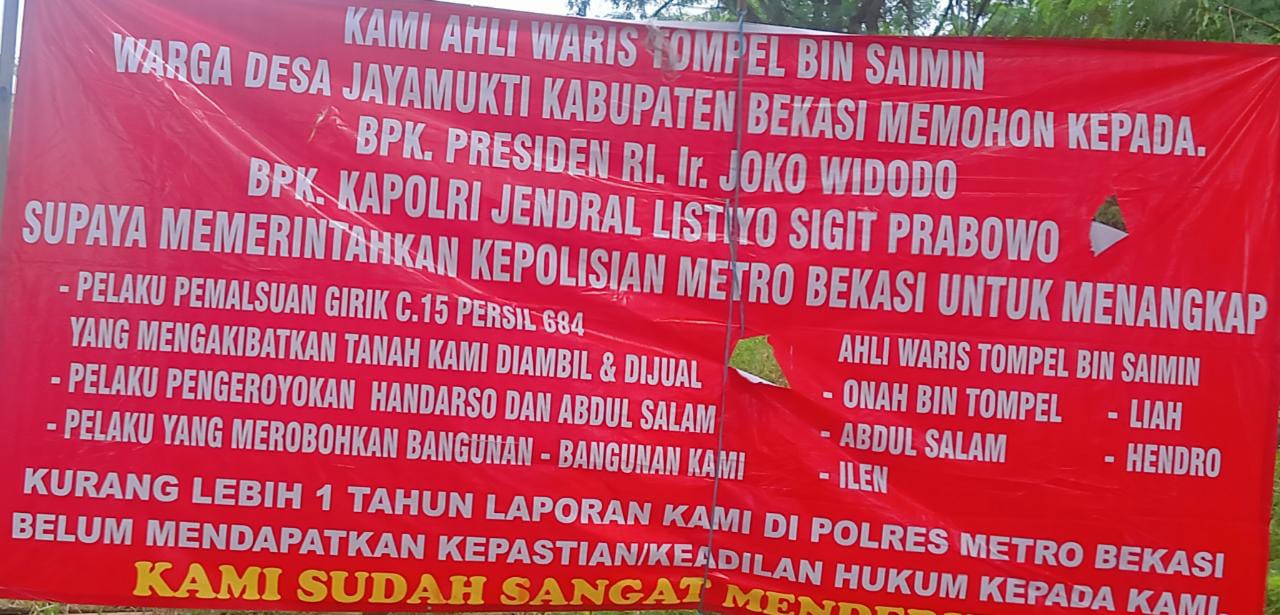 KAMI AHLI WARIS TOMPEL BIN SAIMIN
WARGA DESA JAYAMUKTI KABUPATEN BEKASI MEMOHON KEPADA.
BPK. PRESIDEN RI. Ir. JOKO WIDODO
BPK. KAPOLRI JENDRAL LISTIYO SIGIT PRABOWO
SUPAYA MEMERINTAHKAN KEPOLISIAN METRO BEKASI UNTUK MENANGKAP
- PELAKU PEMALSUAN GIRIK C.15 PERSIL 684
YANG MENGAKIBATKAN TANAH KAMI DIAMBIL & DIJUAL
- PELAKU PENGEROYOKAN HANDARSO DAN ABDUL SALAM
- PELAKU YANG MEROBOHKAN BANGUNAN - BANGUNAN KAMI
AHLI WARIS TOMPEL BIN SAIMIN
- ONAH BIN TOMPEL
- ABDUL SALAM
- ILEN
- LIAH
- HENDRO
KURANG LEBIH 1 TAHUN LAPORAN KAMI DI POLRES METRO BEKASI
BELUM MENDAPATKAN KEPASTIAN/KEADILAN HUKUM KEPADA KAMI
KAMI SUDAH SANGAT